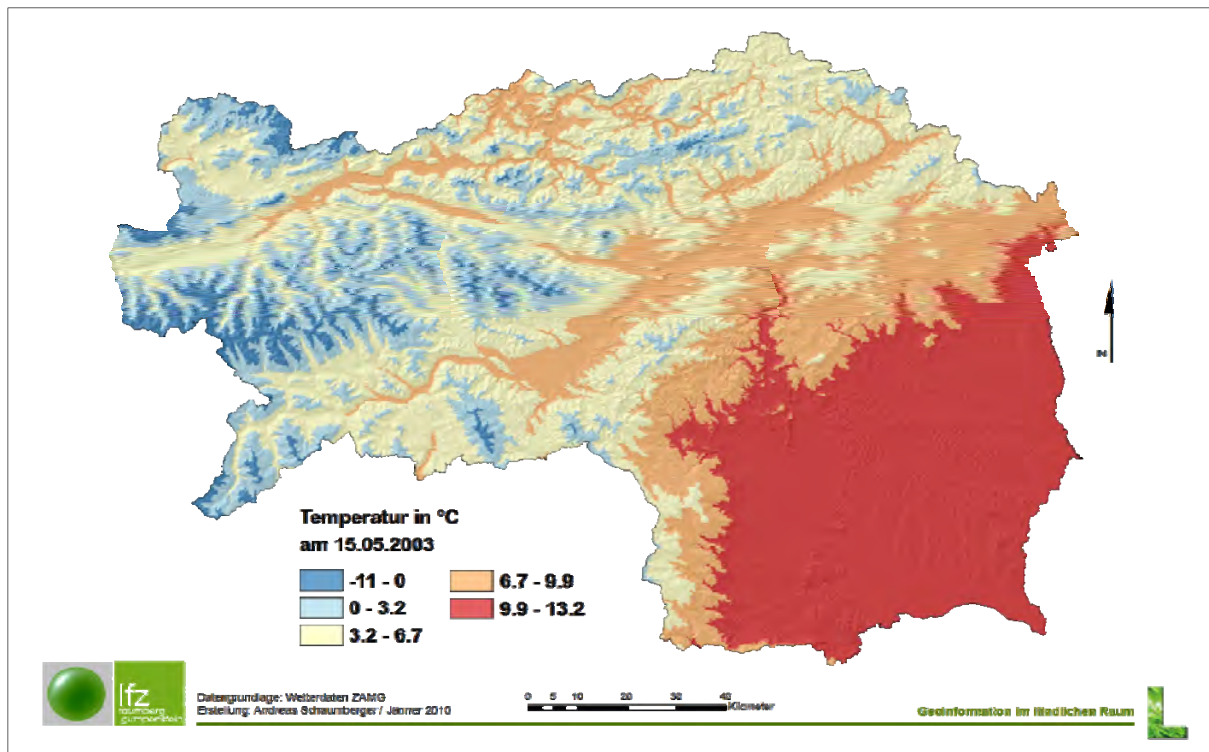 N
Temperatur in °C
am 15.05.2003
-11 - 0
0 - 3.2
3.2 - 6.7
6.7 - 9.9
9.9 - 13.2
lfz
raumberg
gumpenstein
Datengrundlage: Wetterdaten ZAMG
Erstellung: Andreas Schaumberger / Jänner 2010
0 5 10 20 30 40
Kilometer
Geoinformation im ländlichen Raum